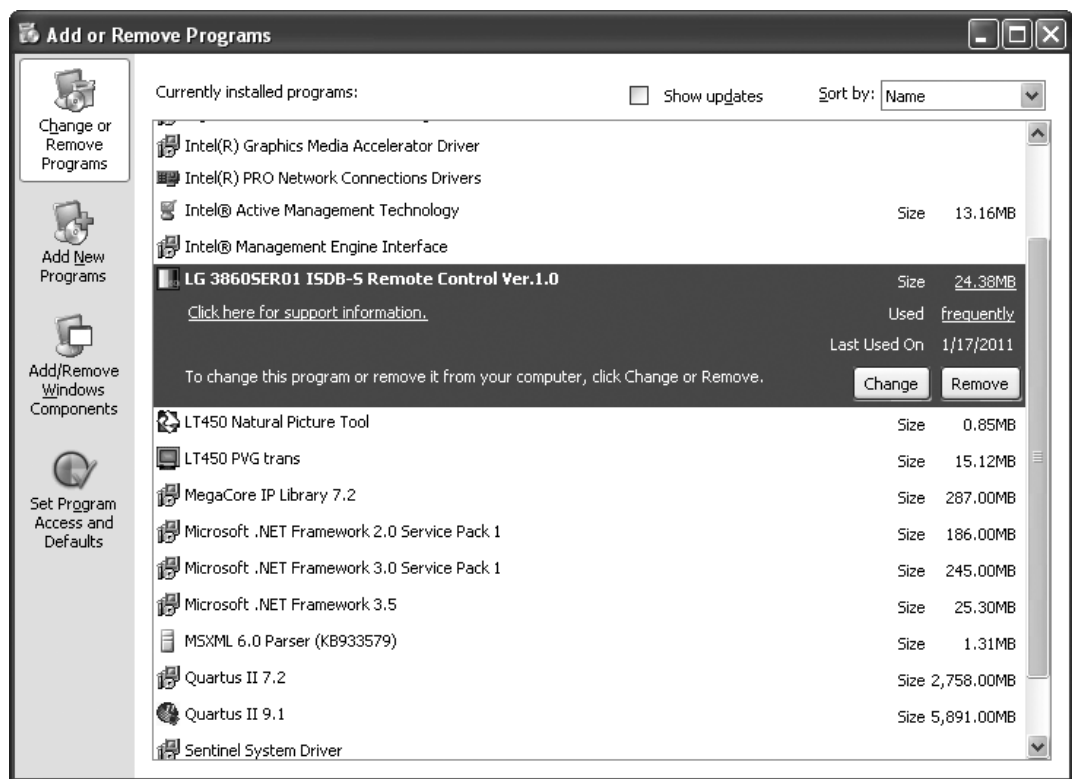 Add or Remove Programs
Change or
Remove
Programs
Add New
Programs
Add/Remove
Windows
Components
Set Program
Access and
Defaults
Currently installed programs:
Show updates
Sort by: Name
Intel(R) Graphics Media Accelerator Driver
Intel(R) PRO Network Connections Drivers
Intel® Active Management Technology Size 13.16MB
Intel® Management Engine Interface
LG 3860SER01 ISDB-S Remote Control Ver.1.0 Size 24.38MB
Click here for support information. Used frequently
Last Used On 1/17/2011
To change this program or remove it from your computer, click Change or Remove. Change Remove
LT450 Natural Picture Tool Size 0.85MB
LT450 PVG trans Size 15.12MB
MegaCore IP Library 7.2 Size 287.00MB
Microsoft .NET Framework 2.0 Service Pack 1 Size 186.00MB
Microsoft .NET Framework 3.0 Service Pack 1 Size 245.00MB
Microsoft .NET Framework 3.5 Size 25.30MB
MSXML 6.0 Parser (KB933579) Size 1.31MB
Quartus II 7.2 Size 2,758.00MB
Quartus II 9.1 Size 5,891.00MB
Sentinel System Driver